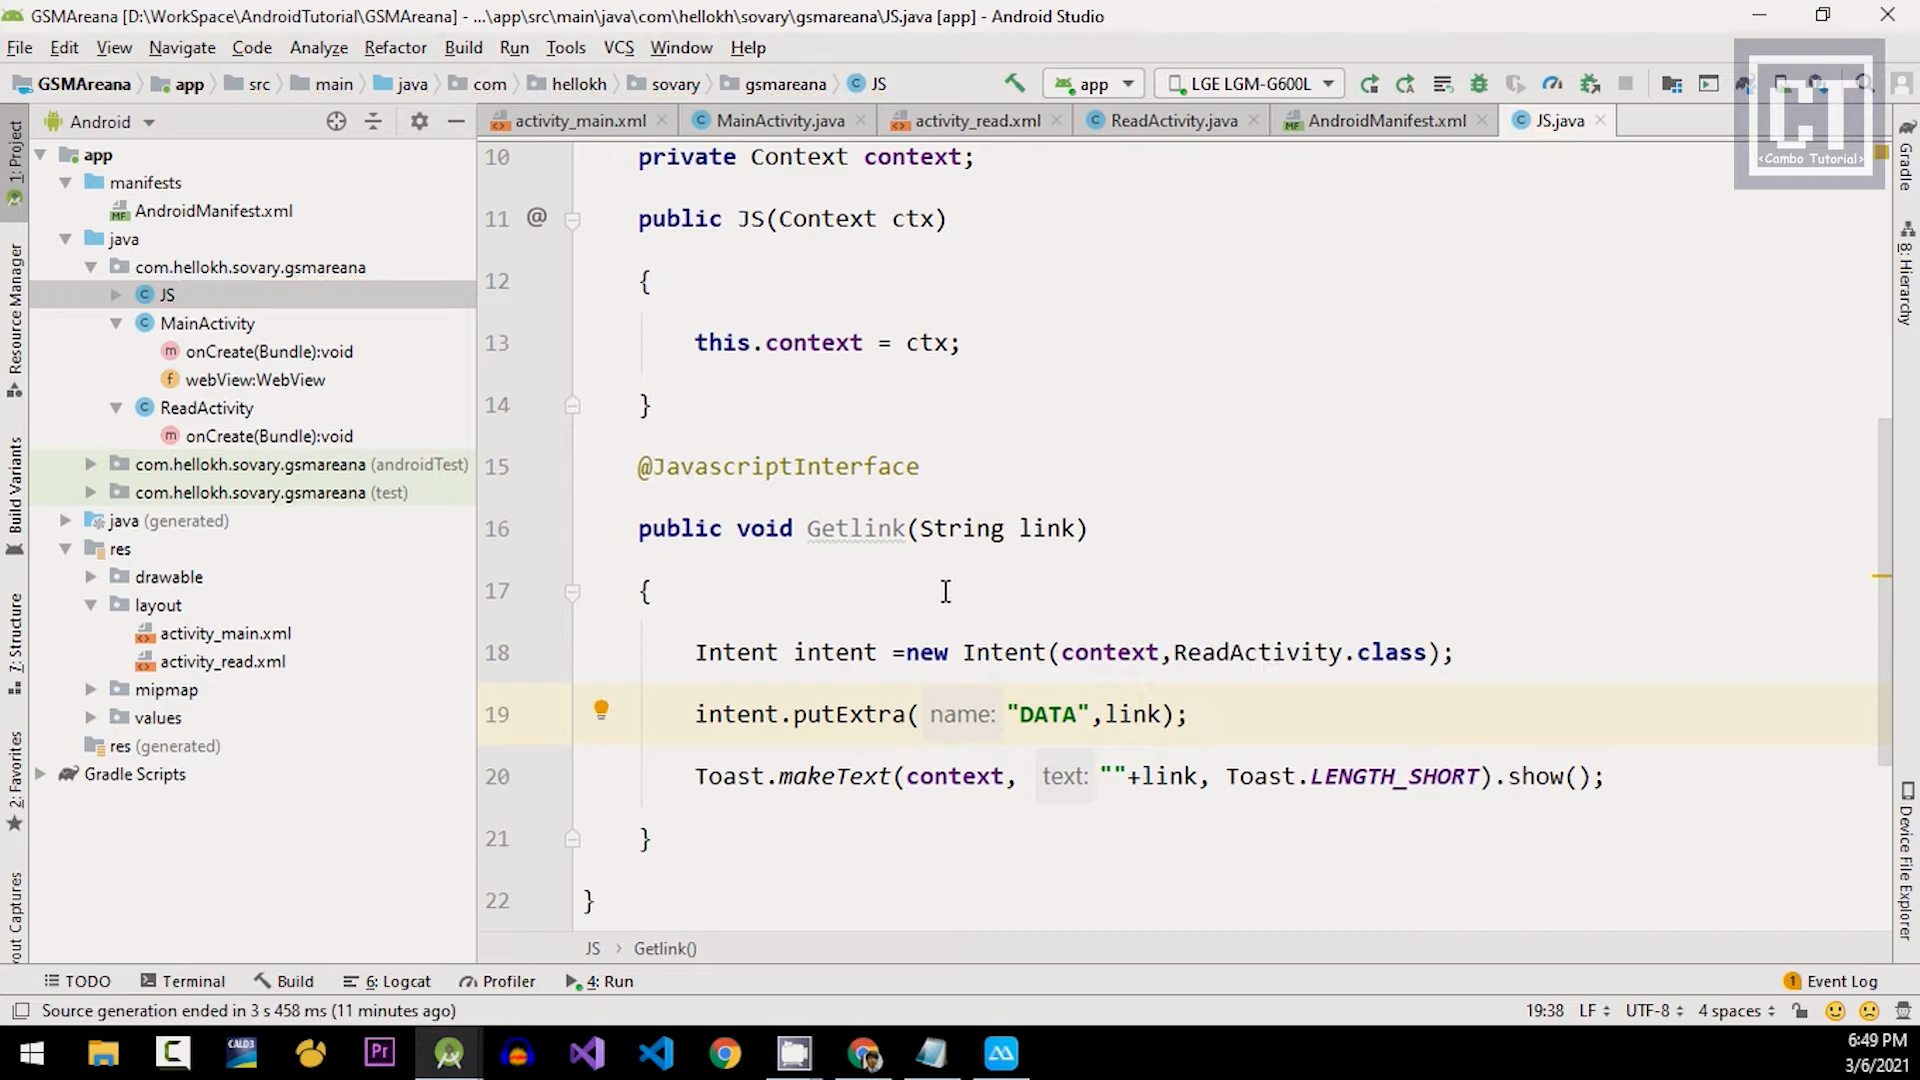 GSMAreana [D:\WorkSpace\AndroidTutorial\GSMAreana] - ...\app\src\main\java\com\hellokh\sovary\gsmareana\JS.java [app] - Android Studio
File Edit View Navigate Code Analyze Refactor Build Run Tools VCS Window Help
GSMAreana app src main java com hellokh sovary gsmareana JS app LGE LGM-G600L
CT
<Cambo Tutorial>
Android
activity_main.xml MainActivity.java activity_read.xml ReadActivity.java AndroidManifest.xml JS.java
app
manifests
AndroidManifest.xml
java
com.hellokh.sovary.gsmareana
JS
MainActivity
onCreate(Bundle):void
webView:WebView
ReadActivity
onCreate(Bundle):void
com.hellokh.sovary.gsmareana (androidTest)
com.hellokh.sovary.gsmareana (test)
java (generated)
res
drawable
layout
activity_main.xml
activity_read.xml
mipmap
values
res (generated)
Gradle Scripts
1: Project
Resource Manager
Build Variants
7: Structure
2: Favorites
out Captures
10 private Context context;
11 @ public JS(Context ctx)
12 {
13 this.context = ctx;
14 }
15 @JavascriptInterface
16 public void Getlink(String link)
17 {
18 Intent intent =new Intent(context,ReadActivity.class);
19 intent.putExtra( name: "DATA",link);
20 Toast.makeText(context, text: ""+link, Toast.LENGTH_SHORT).show();
21 }
22 }
JS > Getlink()
Gradle
8: Hierarchy
Device File Explorer
TODO Terminal Build 6: Logcat Profiler 4: Run 1 Event Log
Source generation ended in 3 s 458 ms (11 minutes ago) 19:38 LF UTF-8 4 spaces
CALD3
Pr
6:49 PM
3/6/2021